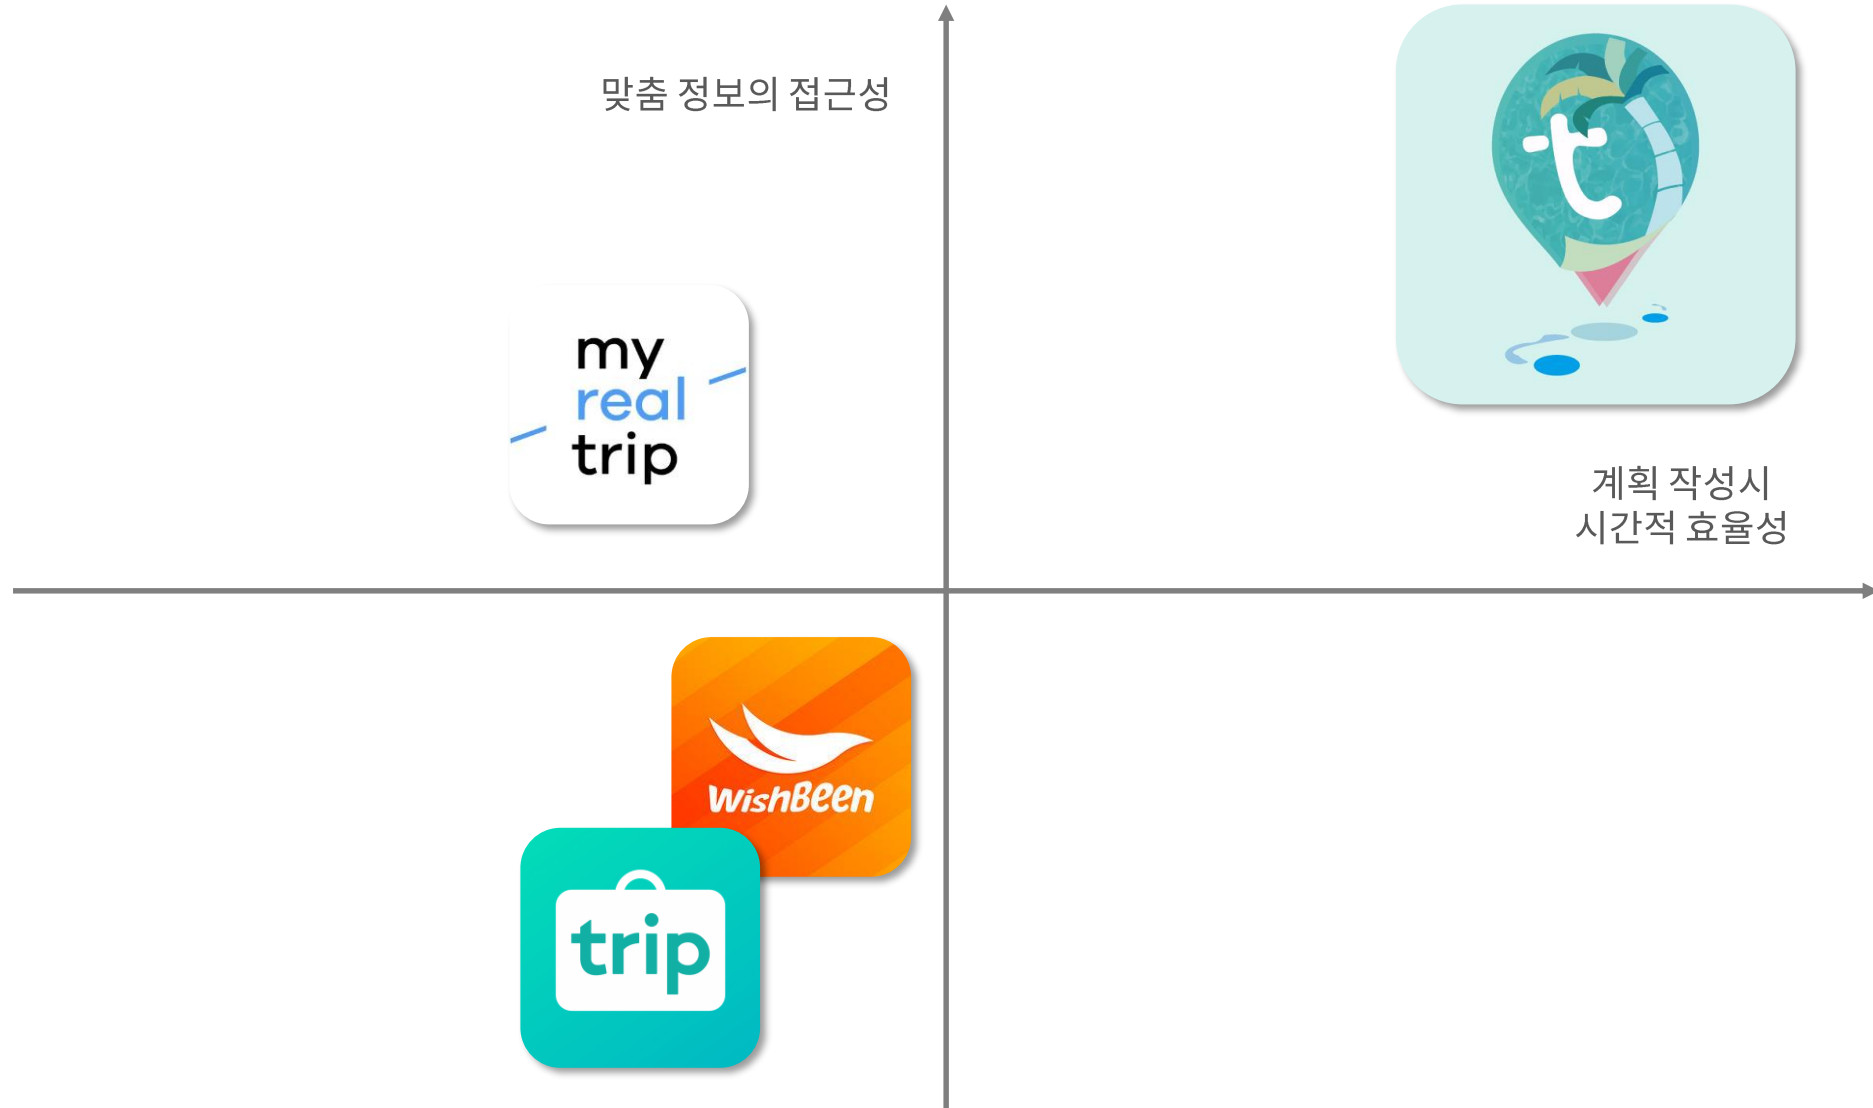 맞춤 정보의 접근성
t
my
real
trip
계획 작성시
시간적 효율성
WishBeen
trip